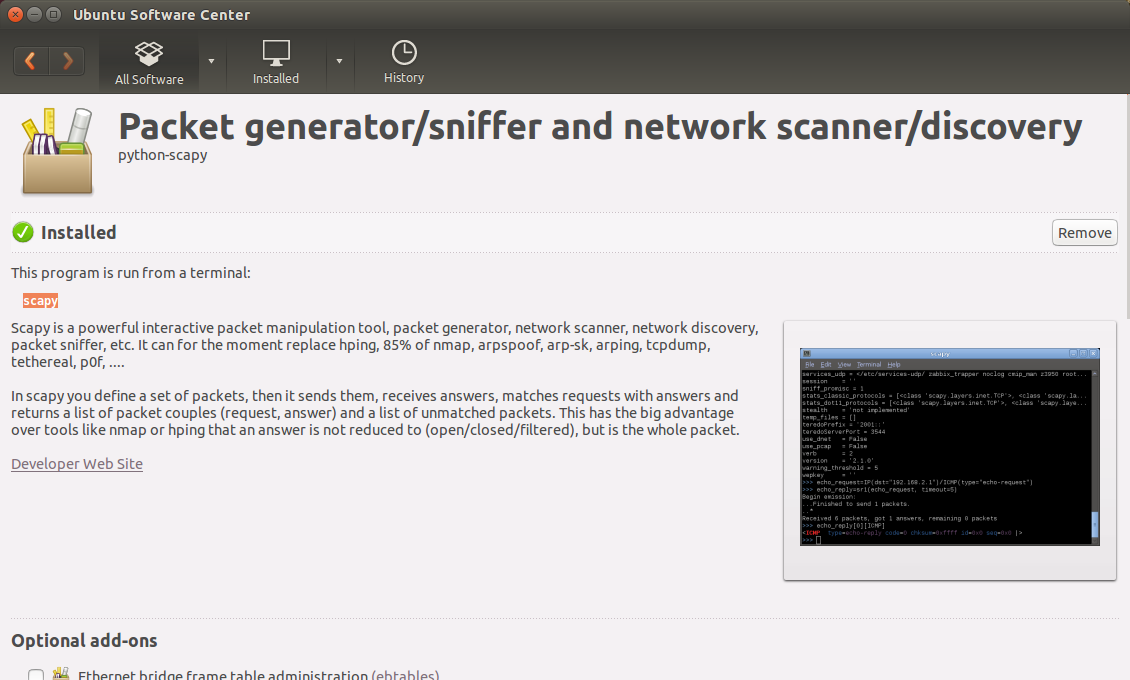 Ubuntu Software Center
All Software
Installed
History
Packet generator/sniffer and network scanner/discovery
python-scapy
Installed
Remove
This program is run from a terminal:
scapy
Scapy is a powerful interactive packet manipulation tool, packet generator, network scanner, network discovery,
packet sniffer, etc. It can for the moment replace hping, 85% of nmap, arpspoof, arp-sk, arping, tcpdump,
tethereal, p0f, ....
In scapy you define a set of packets, then it sends them, receives answers, matches requests with answers and
returns a list of packet couples (request, answer) and a list of unmatched packets. This has the big advantage
over tools like nmap or hping that an answer is not reduced to (open/closed/filtered), but is the whole packet.
Developer Web Site
scapy
File Edit View Terminal Help
services_udp = </etc/services-udp/ zabbix_trapper noclog cmip_man z3950 root...
session = ''
sniff_promisc = 1
stats_classic_protocols = [<class 'scapy.layers.inet.TCP'>, <class 'scapy.la...
stats_dot11_protocols = [<class 'scapy.layers.inet.TCP'>, <class 'scapy.laye...
stealth = 'not implemented'
temp_files = []
teredoPrefix = '2001::'
teredoServerPort = 3544
use_dnet = False
use_pcap = False
verb = 2
version = '2.1.0'
warning_threshold = 5
wepkey = ''
>>> echo_request=IP(dst="192.168.2.1")/ICMP(type="echo-request")
>>> echo_reply=sr1(echo_request, timeout=5)
Begin emission:
...Finished to send 1 packets.
..*
Received 6 packets, got 1 answers, remaining 0 packets
>>> echo_reply[0][ICMP]
<ICMP type=echo-reply code=0 chksum=0xffff id=0x0 seq=0x0 |>
>>>
Optional add-ons
Ethernet bridge frame table administration (ebtables)